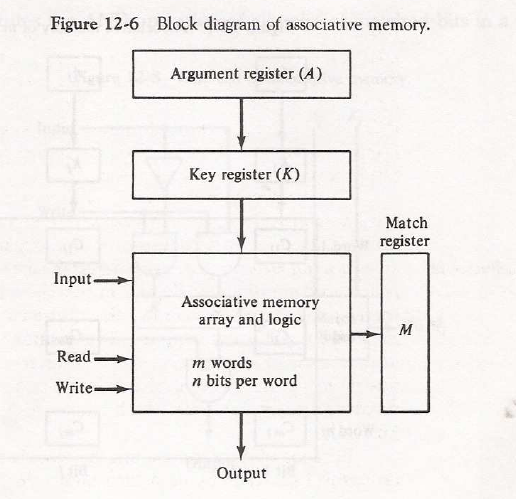 Figure 12-6 Block diagram of associative memory.
Argument register (A)
Key register (K)
Match
register
Input
Associative memory
array and logic
M
Read
m words
n bits per word
Write
Output